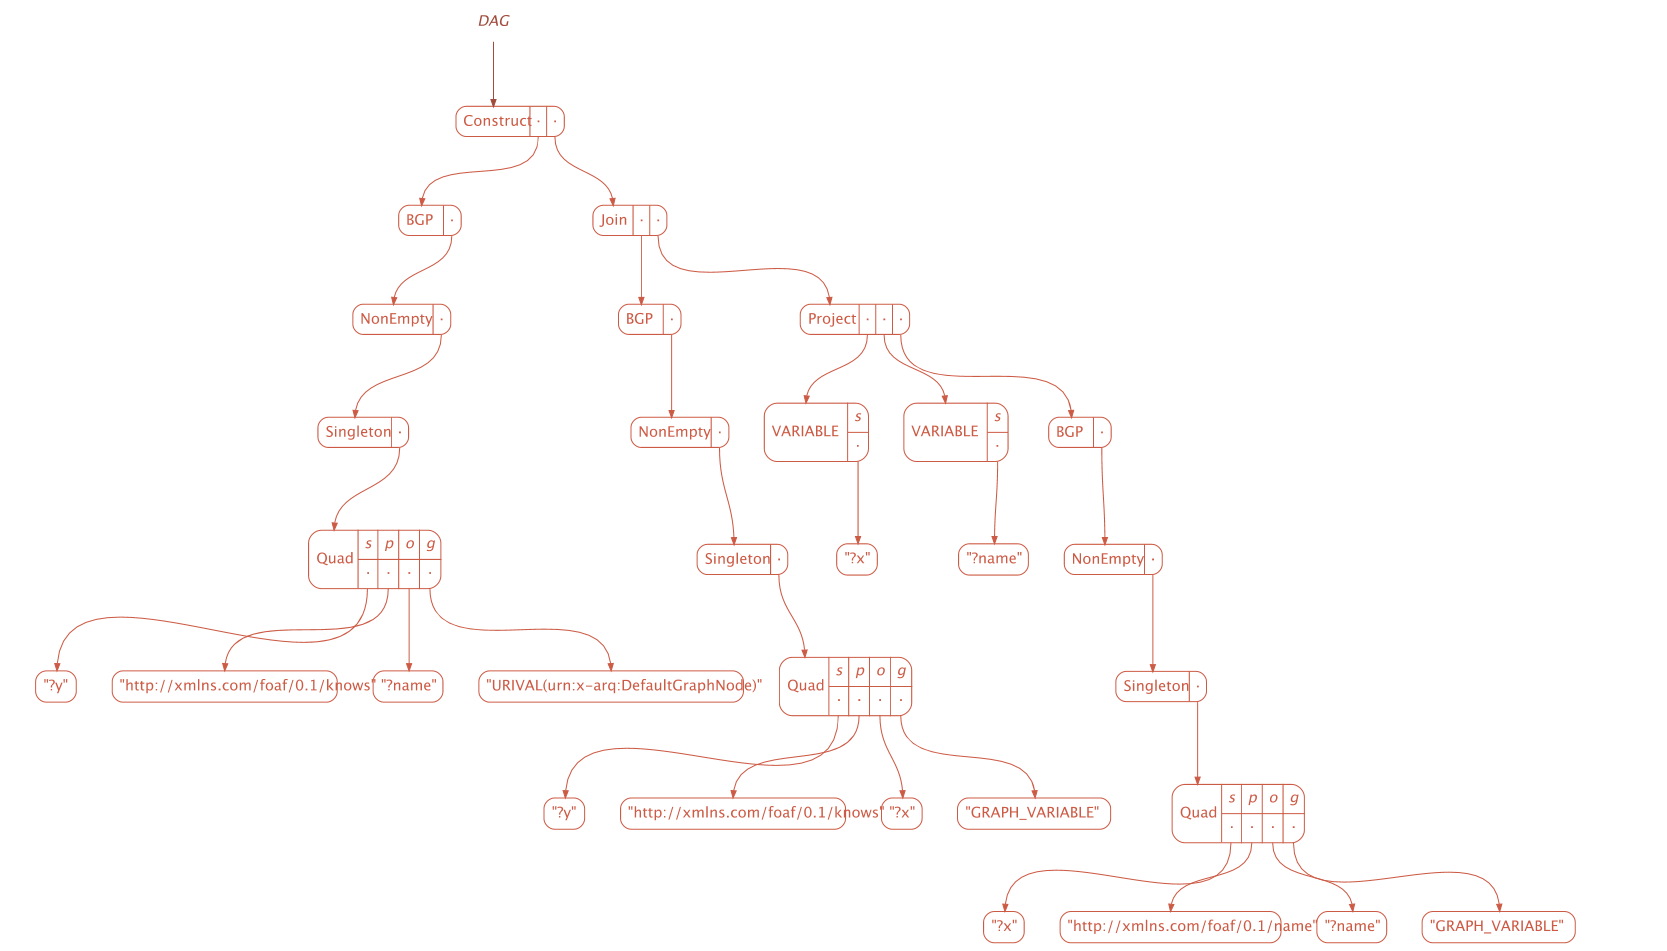 DAG
Construct · ·
BGP ·
Join · ·
NonEmpty ·
BGP ·
Project · · ·
Singleton ·
NonEmpty ·
VARIABLE s ·
VARIABLE s ·
BGP ·
Quad s p o g · · · ·
Singleton ·
"?x"
"?name"
NonEmpty ·
"?y"
"http://xmlns.com/foaf/0.1/knows"
"?name"
"URIVAL(urn:x-arq:DefaultGraphNode)"
Quad s p o g · · · ·
Singleton ·
"?y"
"http://xmlns.com/foaf/0.1/knows"
"?x"
"GRAPH_VARIABLE"
Quad s p o g · · · ·
"?x"
"http://xmlns.com/foaf/0.1/name"
"?name"
"GRAPH_VARIABLE"